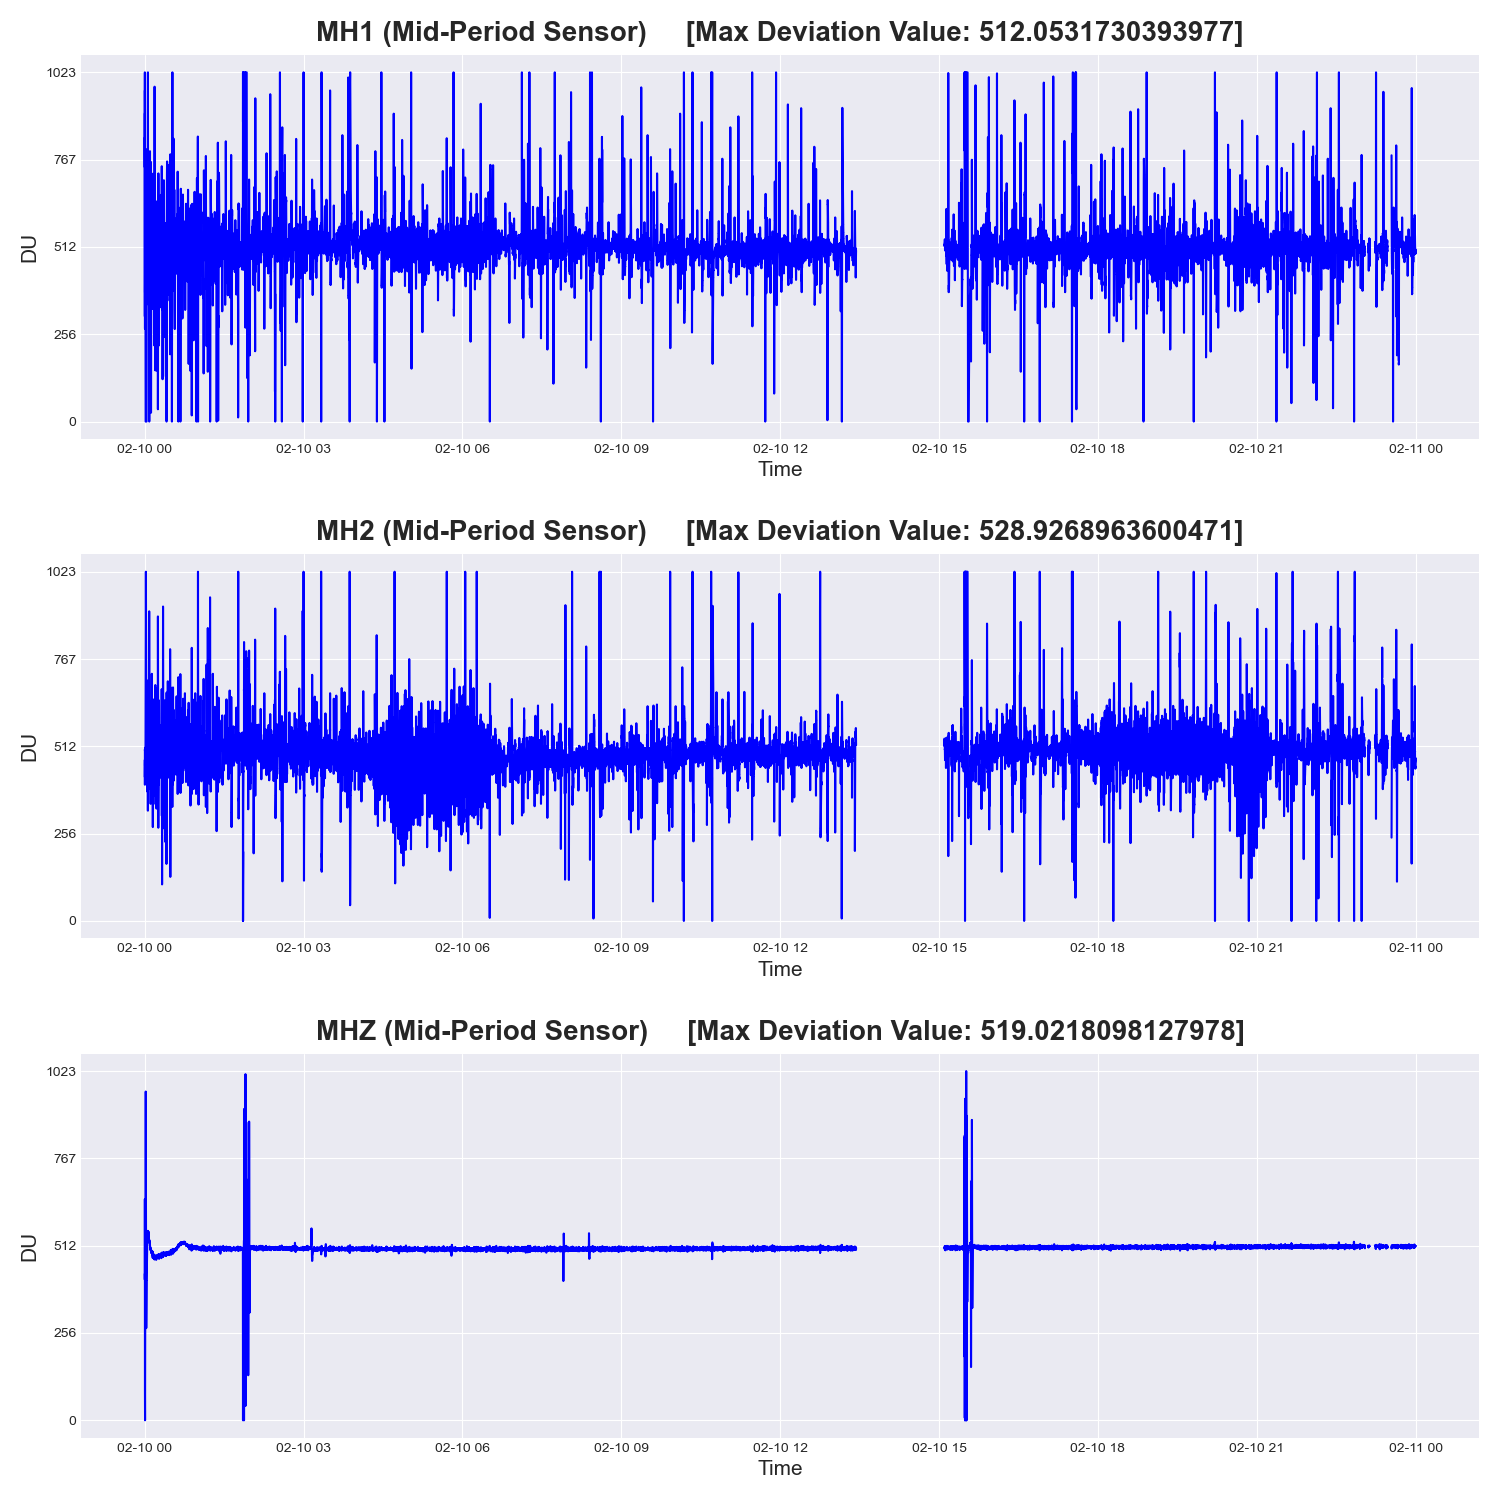 MH1 (Mid-Period Sensor) [Max Deviation Value: 512.0531730393977]
1023
767
512
256
0
DU
02-10 00 02-10 03 02-10 06 02-10 09 02-10 12 02-10 15 02-10 18 02-10 21 02-11 00
Time
MH2 (Mid-Period Sensor) [Max Deviation Value: 528.9268963600471]
1023
767
512
256
0
DU
02-10 00 02-10 03 02-10 06 02-10 09 02-10 12 02-10 15 02-10 18 02-10 21 02-11 00
Time
MHZ (Mid-Period Sensor) [Max Deviation Value: 519.0218098127978]
1023
767
512
256
0
DU
02-10 00 02-10 03 02-10 06 02-10 09 02-10 12 02-10 15 02-10 18 02-10 21 02-11 00
Time